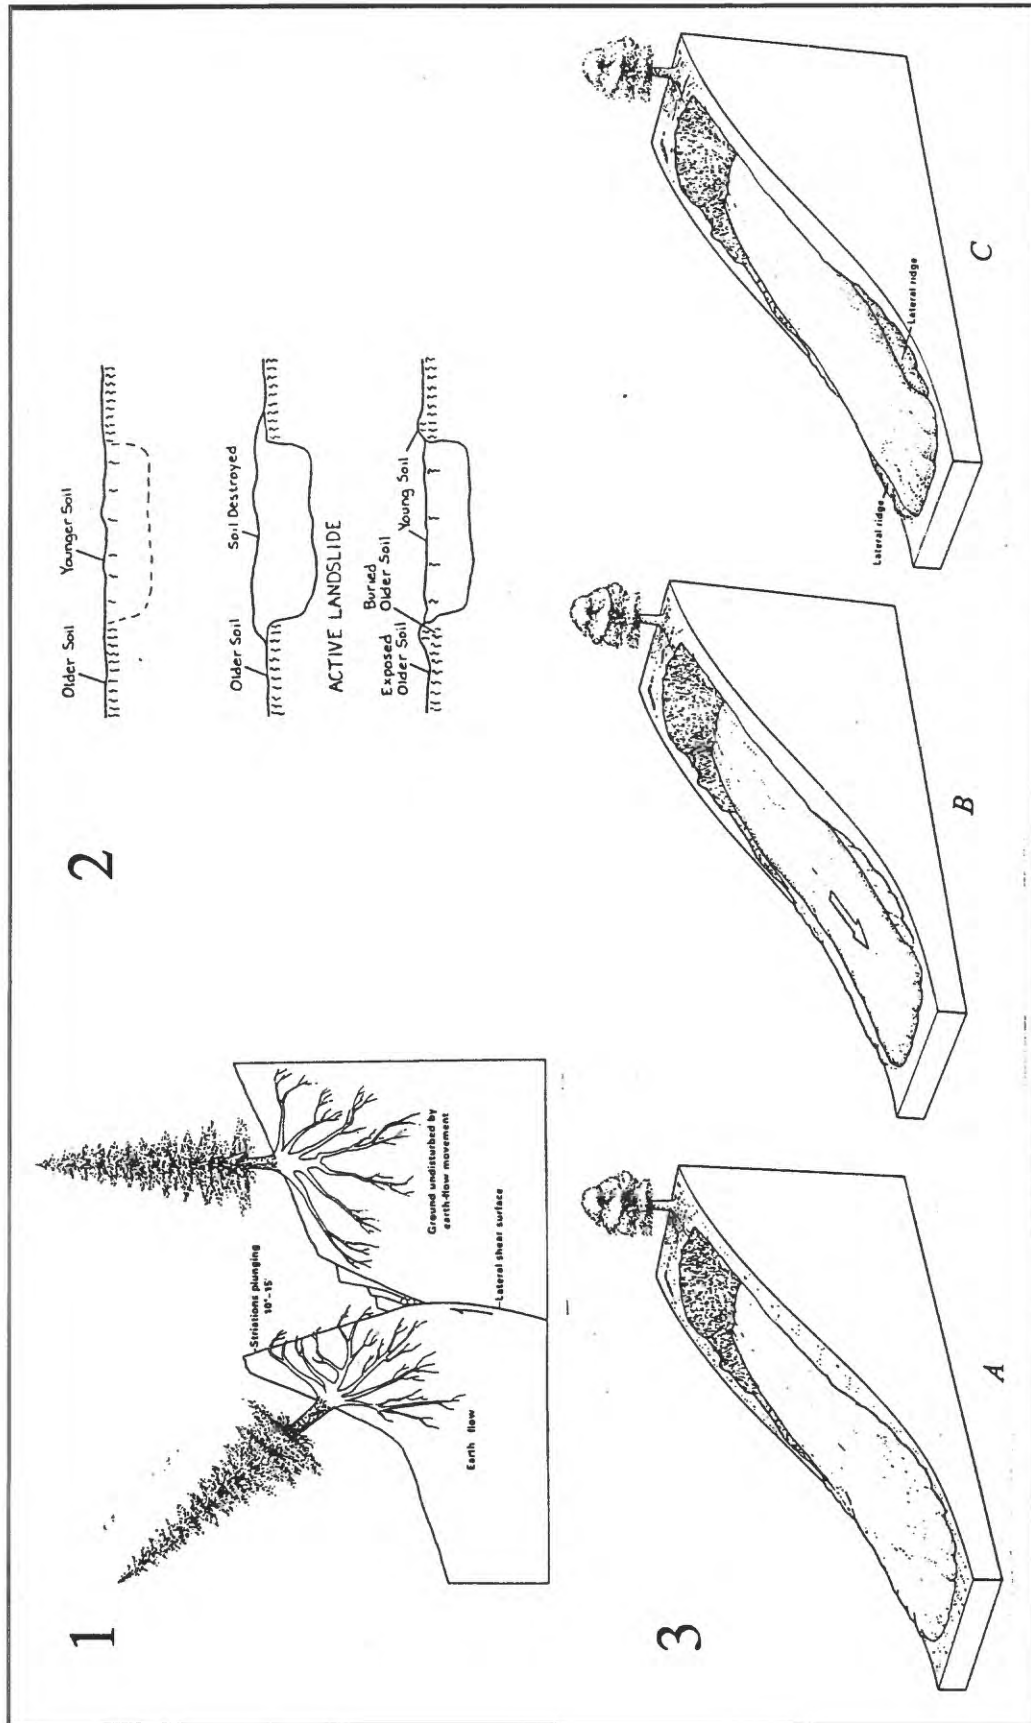 1
Striations plunging
10°-15°
Earth flow
Ground undisturbed by
earth-flow movement
Lateral shear surface
2
Older Soil
Younger Soil
Older Soil
Soil Destroyed
ACTIVE LANDSLIDE
Exposed
Older Soil
Buried
Older Soil
Young Soil
3
A
B
Lateral ridge
Lateral ridge
C